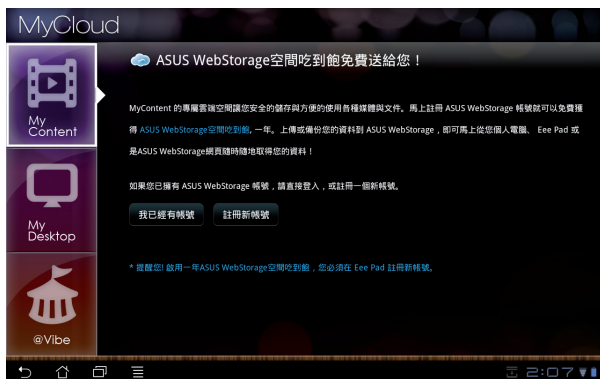 MyCloud
My
Content
My
Desktop
@Vibe
ASUS WebStorage空間吃到飽免費送給您！
MyContent 的專屬雲端空間讓您安全的儲存與方便的使用各種媒體與文件。馬上註冊 ASUS WebStorage 帳號就可以免費獲
得 ASUS WebStorage空間吃到飽, 一年。上傳或備份您的資料到 ASUS WebStorage，即可馬上從您個人電腦、 Eee Pad 或
是ASUS WebStorage網頁隨時隨地取得您的資料！
如果您已擁有 ASUS WebStorage 帳號，請直接登入，或註冊一個新帳號。
我已經有帳號
註冊新帳號
* 提醒您! 啟用一年ASUS WebStorage空間吃到飽，您必須在 Eee Pad 註冊新帳號。
2:07